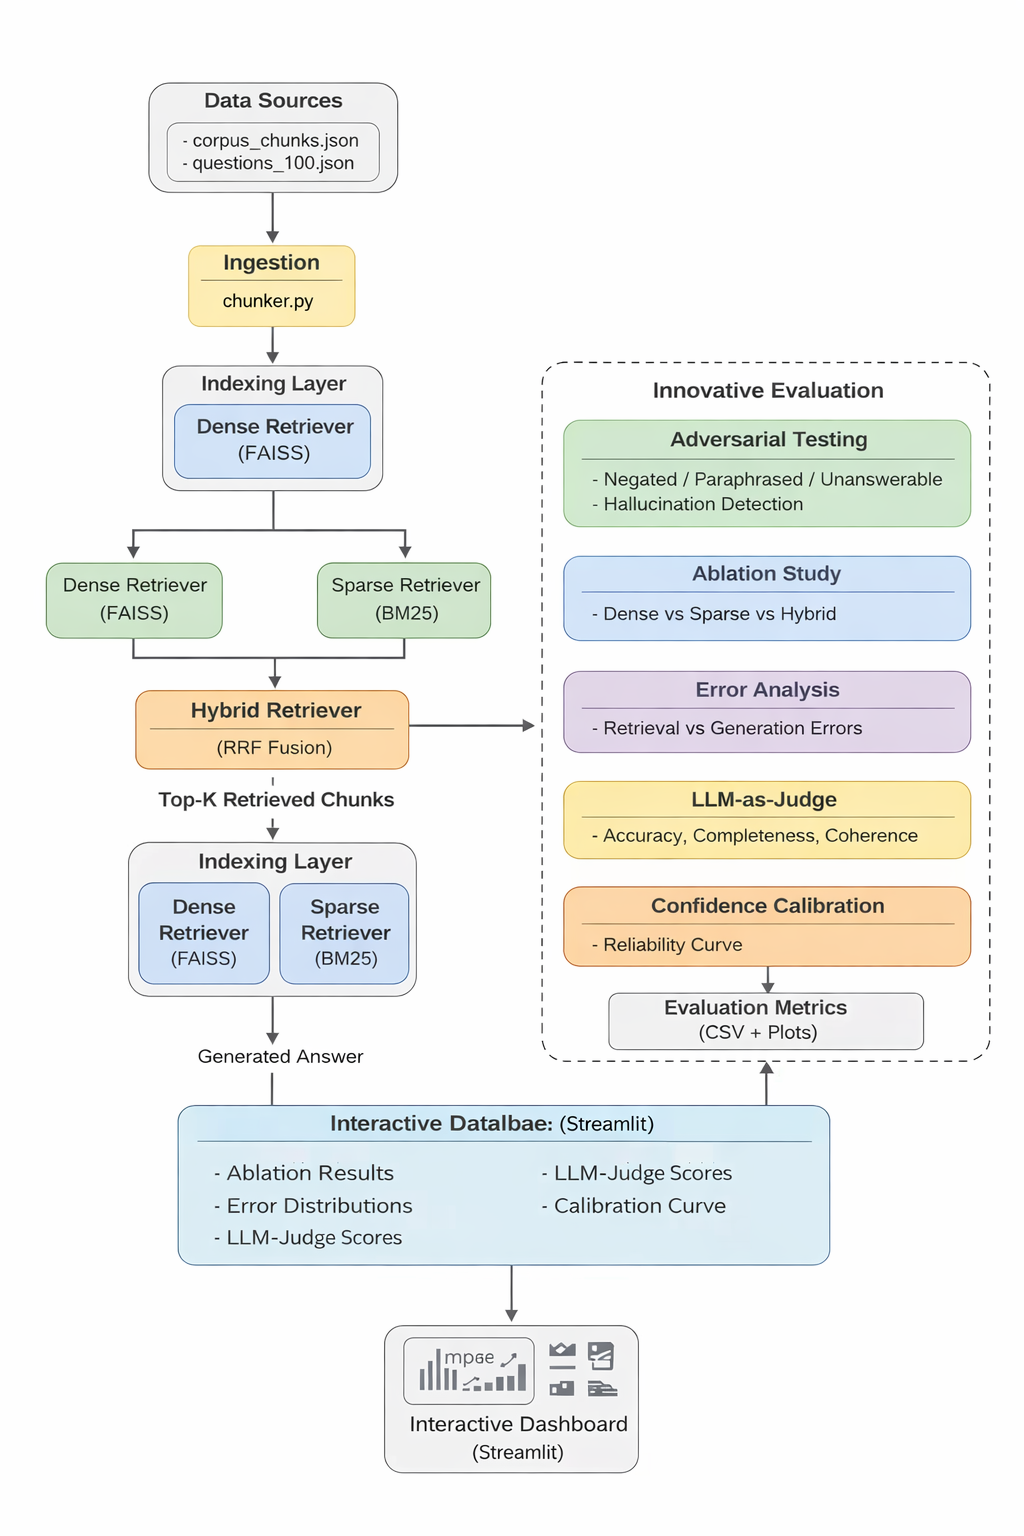 Data Sources
- corpus_chunks.json
- questions_100.json
Ingestion
chunker.py
Indexing Layer
Dense Retriever
(FAISS)
Dense Retriever
(FAISS)
Sparse Retriever
(BM25)
Hybrid Retriever
(RRF Fusion)
Top-K Retrieved Chunks
Indexing Layer
Dense
Retriever
(FAISS)
Sparse
Retriever
(BM25)
Generated Answer
Innovative Evaluation
Adversarial Testing
- Negated / Paraphrased / Unanswerable
- Hallucination Detection
Ablation Study
- Dense vs Sparse vs Hybrid
Error Analysis
- Retrieval vs Generation Errors
LLM-as-Judge
- Accuracy, Completeness, Coherence
Confidence Calibration
- Reliability Curve
Evaluation Metrics
(CSV + Plots)
Interactive Datalbae: (Streamlit)
- Ablation Results
- Error Distributions
- LLM-Judge Scores
- LLM-Judge Scores
- Calibration Curve
Interactive Dashboard
(Streamlit)